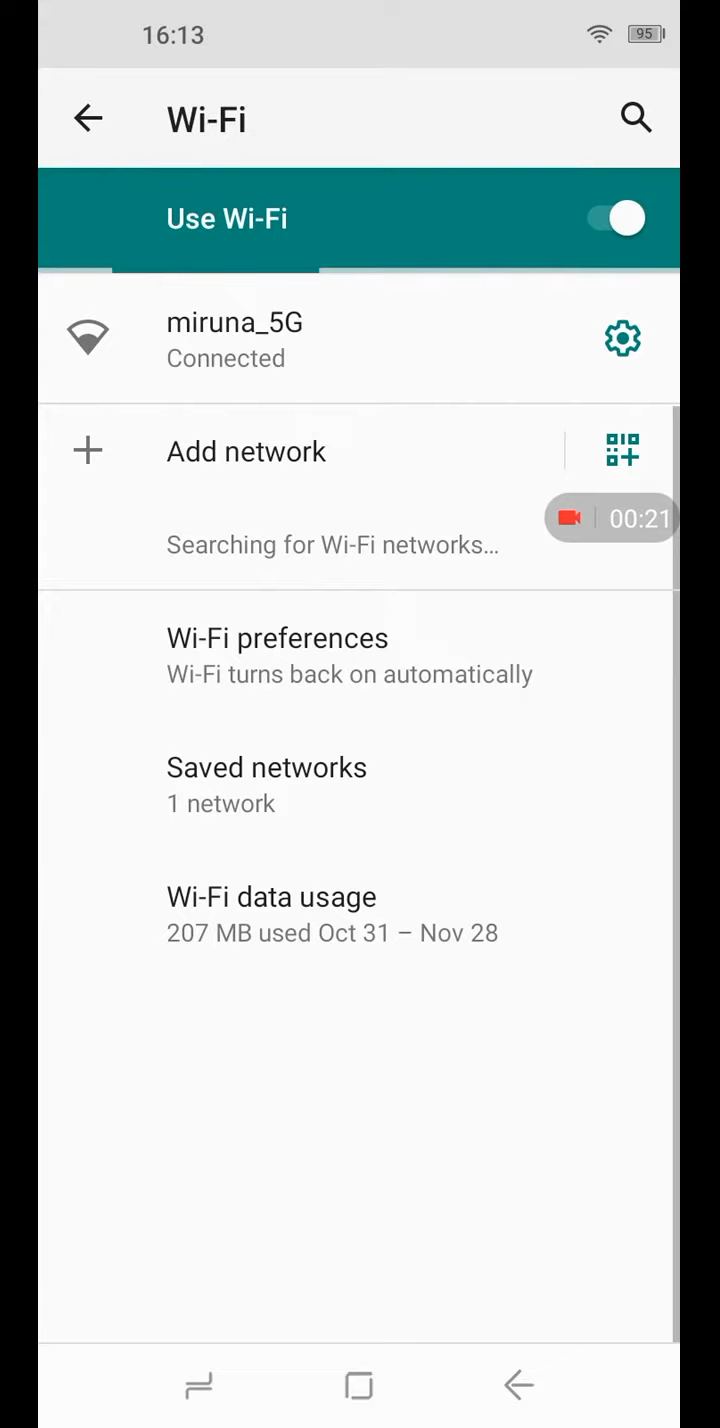 16:13
95
Wi-Fi
Use Wi-Fi
miruna_5G
Connected
Add network
00:21
Searching for Wi-Fi networks…
Wi-Fi preferences
Wi-Fi turns back on automatically
Saved networks
1 network
Wi-Fi data usage
207 MB used Oct 31 – Nov 28